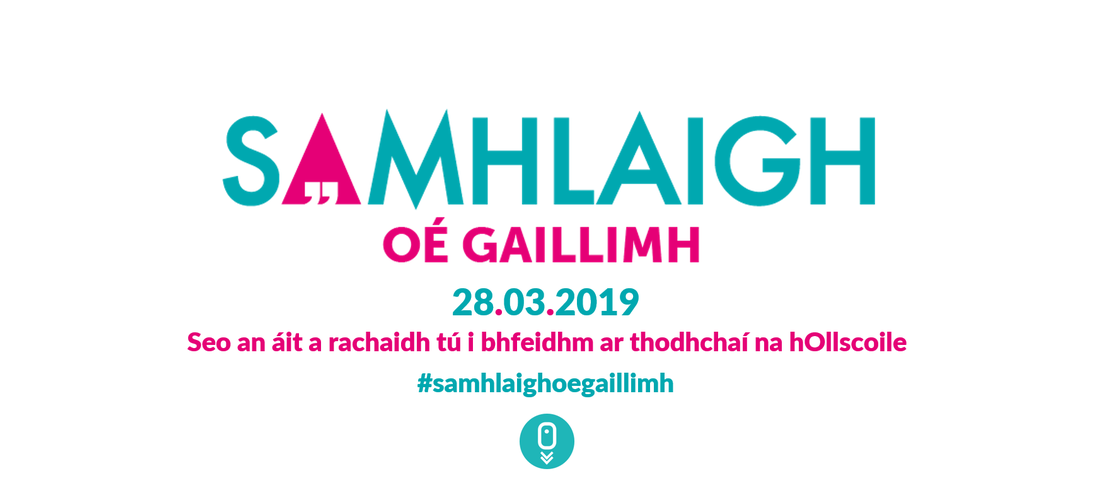 SAMHLAIGH
OÉ GAILLIMH
28.03.2019
Seo an áit a rachaidh tú i bhfeidhm ar thodhchaí na hOllscoile
#samhlaighoegaillimh